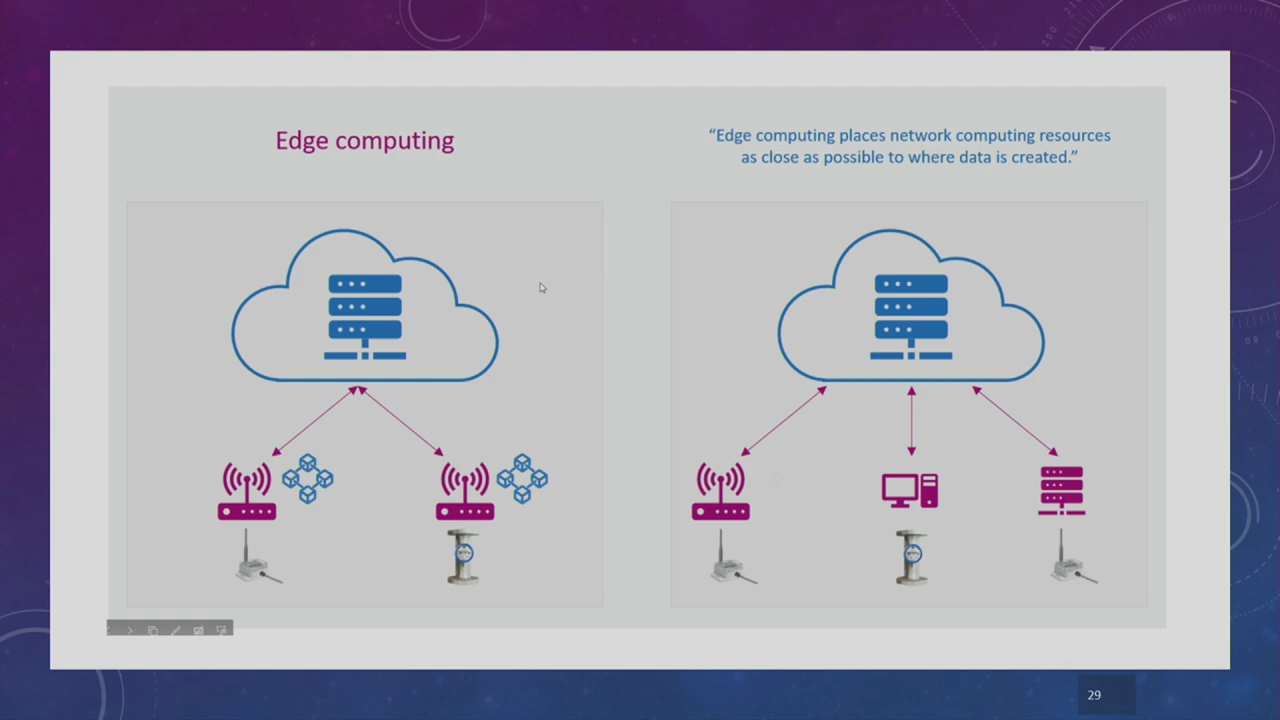 Edge computing
“Edge computing places network computing resources
as close as possible to where data is created.”
29